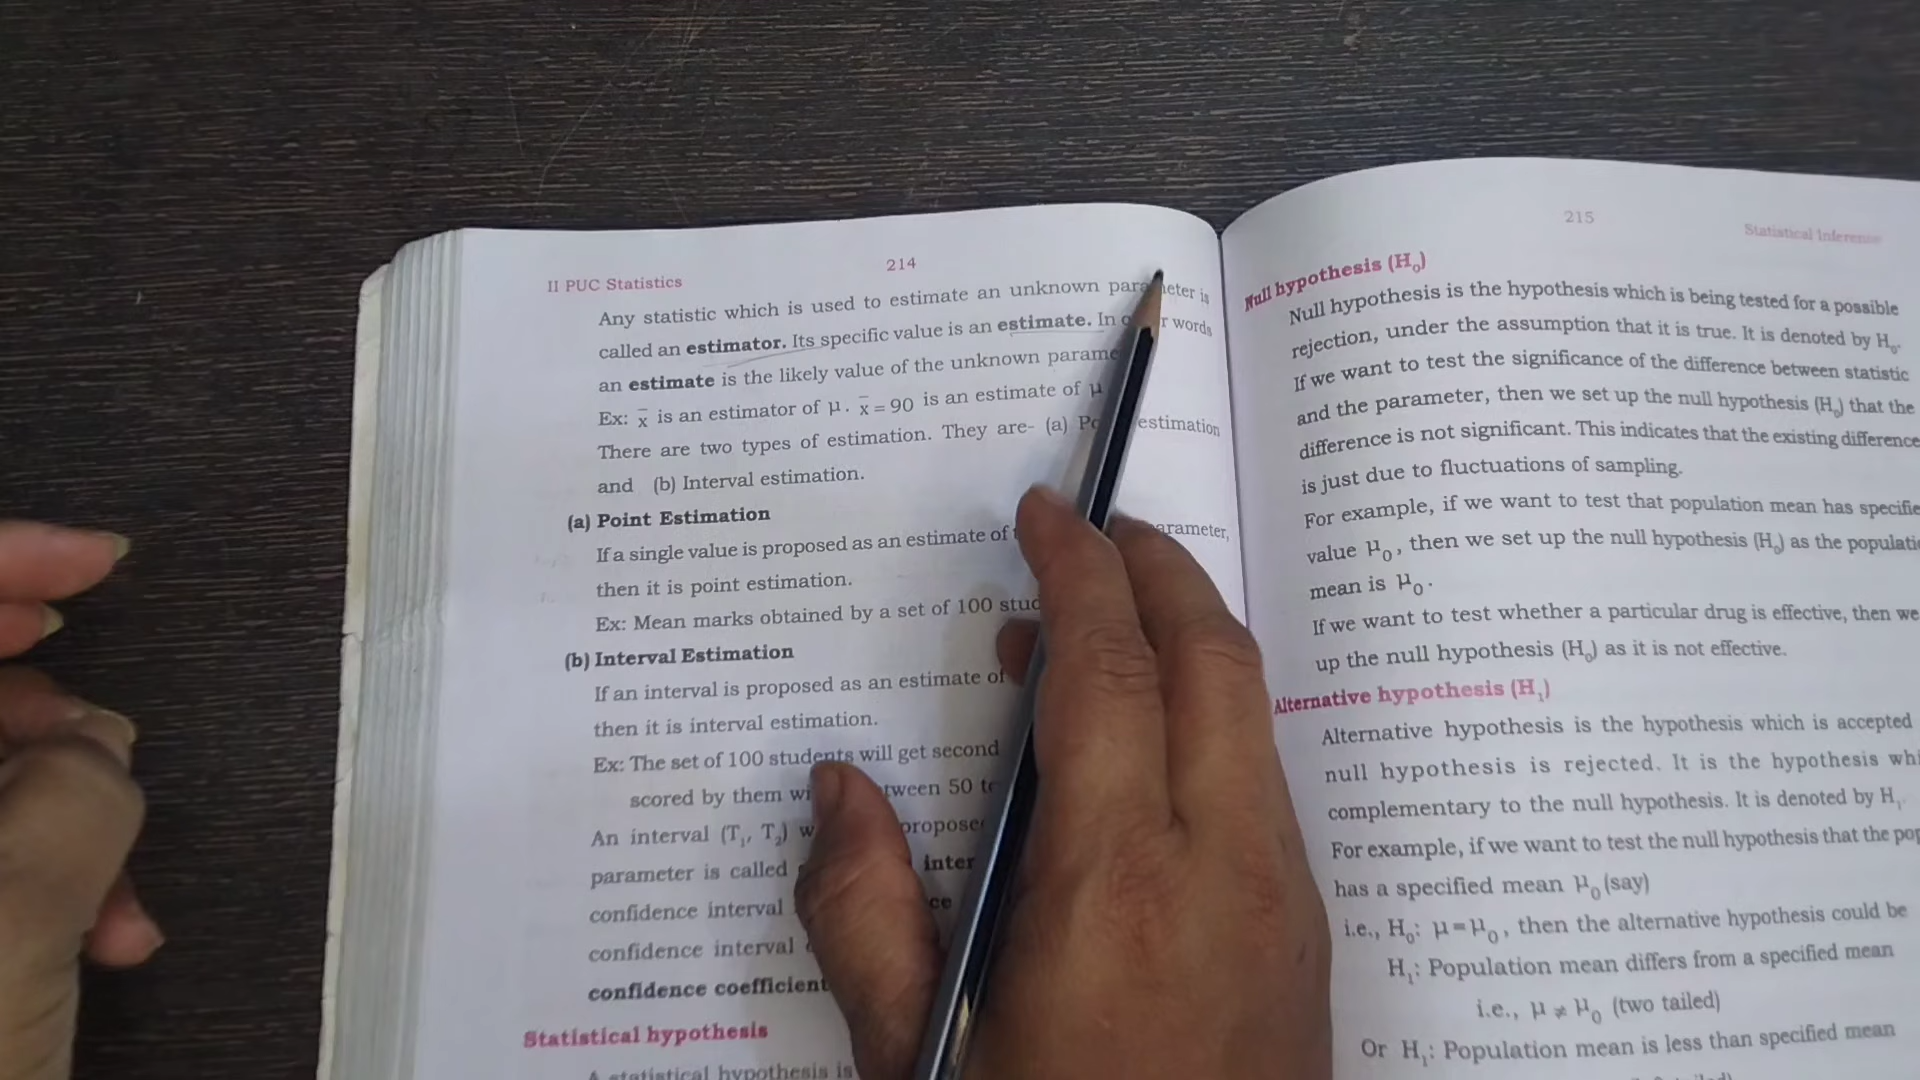 II PUC Statistics
214
Any statistic which is used to estimate an unknown parameter is
called an estimator. Its specific value is an estimate. In words
an estimate is the likely value of the unknown
Ex: x̄ is an estimator of μ. x̄ = 90 is an estimate of μ
There are two types of estimation. They are- (a) estimation
and (b) Interval estimation.
(a) Point Estimation
If a single value is proposed as an estimate of parameter,
then it is point estimation.
Ex: Mean marks obtained by a set of 100
(b) Interval Estimation
If an interval is proposed as an estimate of
then it is interval estimation.
Ex: The set of 100 students will get second
scored by them 50
An interval (T₁, T₂)
parameter is called
confidence interval
confidence interval
confidence coefficient
Statistical hypothesis
A statistical hypothesis is
215
Statistical Inference
Null hypothesis (H₀)
Null hypothesis is the hypothesis which is being tested for a possible
rejection, under the assumption that it is true. It is denoted by H₀.
If we want to test the significance of the difference between statistic
and the parameter, then we set up the null hypothesis (H₀) that the
difference is not significant. This indicates that the existing difference
is just due to fluctuations of sampling.
For example, if we want to test that population mean has
value μ₀, then we set up the null hypothesis (H₀) as the
mean is μ₀.
If we want to test whether a particular drug is effective, then we
up the null hypothesis (H₀) as it is not effective.
Alternative hypothesis (H₁)
Alternative hypothesis is the hypothesis which is accepted
null hypothesis is rejected. It is the hypothesis
complementary to the null hypothesis. It is denoted by H₁.
For example, if we want to test the null hypothesis that the
has a specified mean μ₀ (say)
i.e., H₀: μ = μ₀, then the alternative hypothesis could be
H₁: Population mean differs from a specified mean
i.e., μ ≠ μ₀ (two tailed)
Or H₁: Population mean is less than specified mean